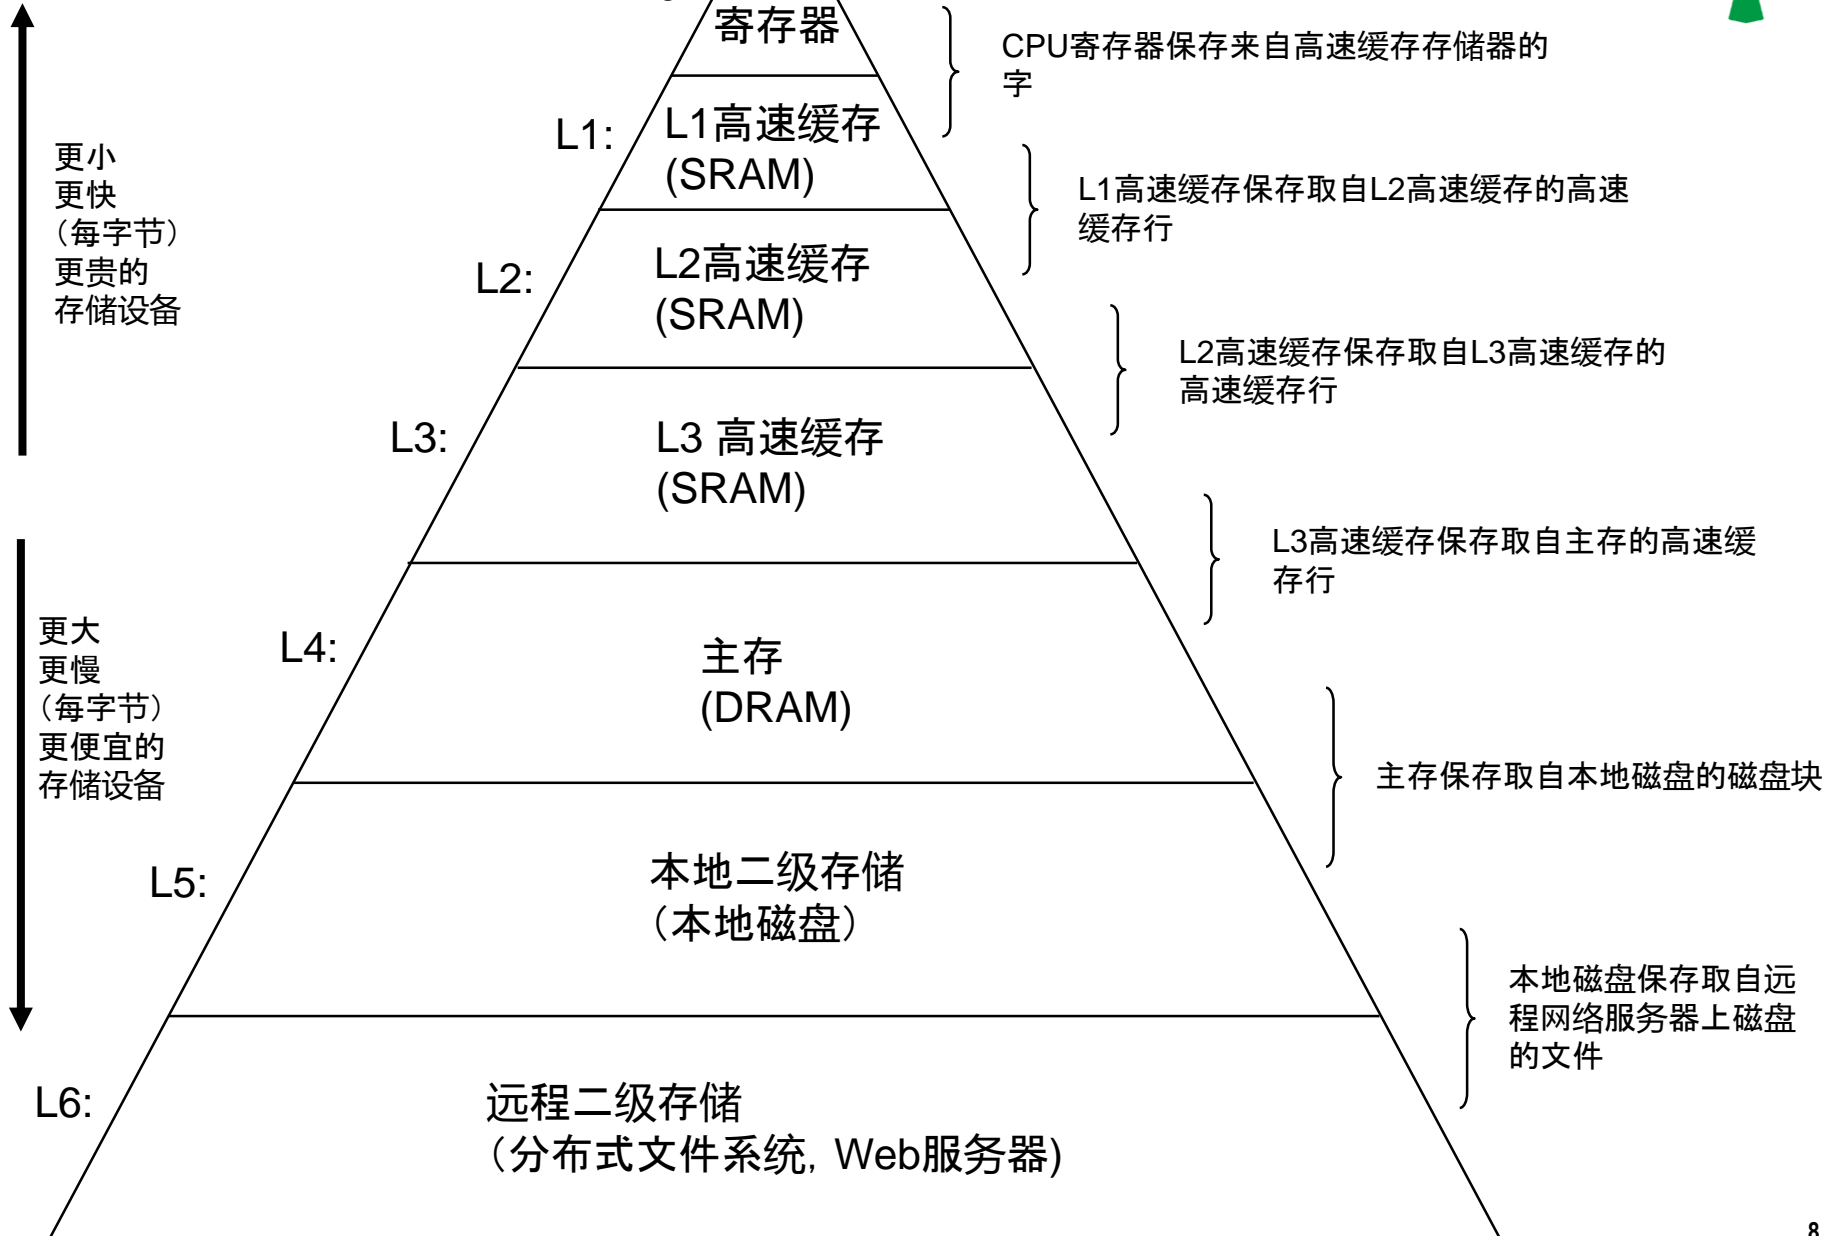 寄存器
CPU寄存器保存来自高速缓存存储器的
字
L1:
L1高速缓存
(SRAM)
更小
更快
（每字节）
更贵的
存储设备
L1高速缓存保存取自L2高速缓存的高速
缓存行
L2:
L2高速缓存
(SRAM)
L2高速缓存保存取自L3高速缓存的
高速缓存行
L3:
L3 高速缓存
(SRAM)
L3高速缓存保存取自主存的高速缓
存行
更大
更慢
（每字节）
更便宜的
存储设备
L4:
主存
(DRAM)
主存保存取自本地磁盘的磁盘块
L5:
本地二级存储
（本地磁盘）
本地磁盘保存取自远
程网络服务器上磁盘
的文件
L6:
远程二级存储
（分布式文件系统, Web服务器)
8